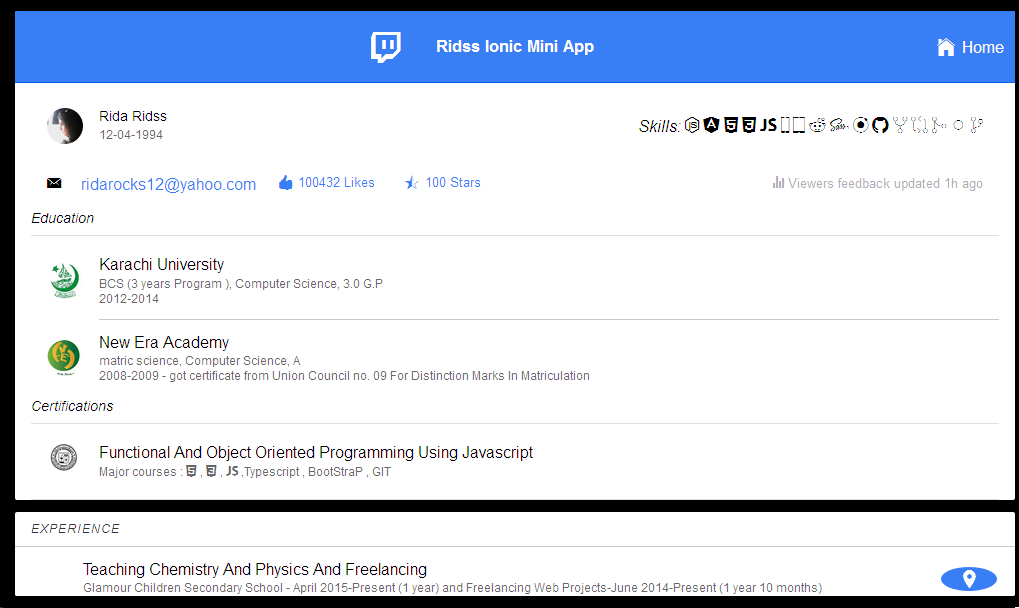 Ridss Ionic Mini App
Home
Rida Ridss
12-04-1994
Skills: JS
ridarocks12@yahoo.com 100432 Likes 100 Stars Viewers feedback updated 1h ago
Education
Karachi University
BCS (3 years Program ), Computer Science, 3.0 G.P
2012-2014
New Era Academy
matric science, Computer Science, A
2008-2009 - got certificate from Union Council no. 09 For Distinction Marks In Matriculation
Certifications
Functional And Object Oriented Programming Using Javascript
Major courses : , , JS ,Typescript , BootStraP , GIT
EXPERIENCE
Teaching Chemistry And Physics And Freelancing
Glamour Children Secondary School - April 2015-Present (1 year) and Freelancing Web Projects-June 2014-Present (1 year 10 months)